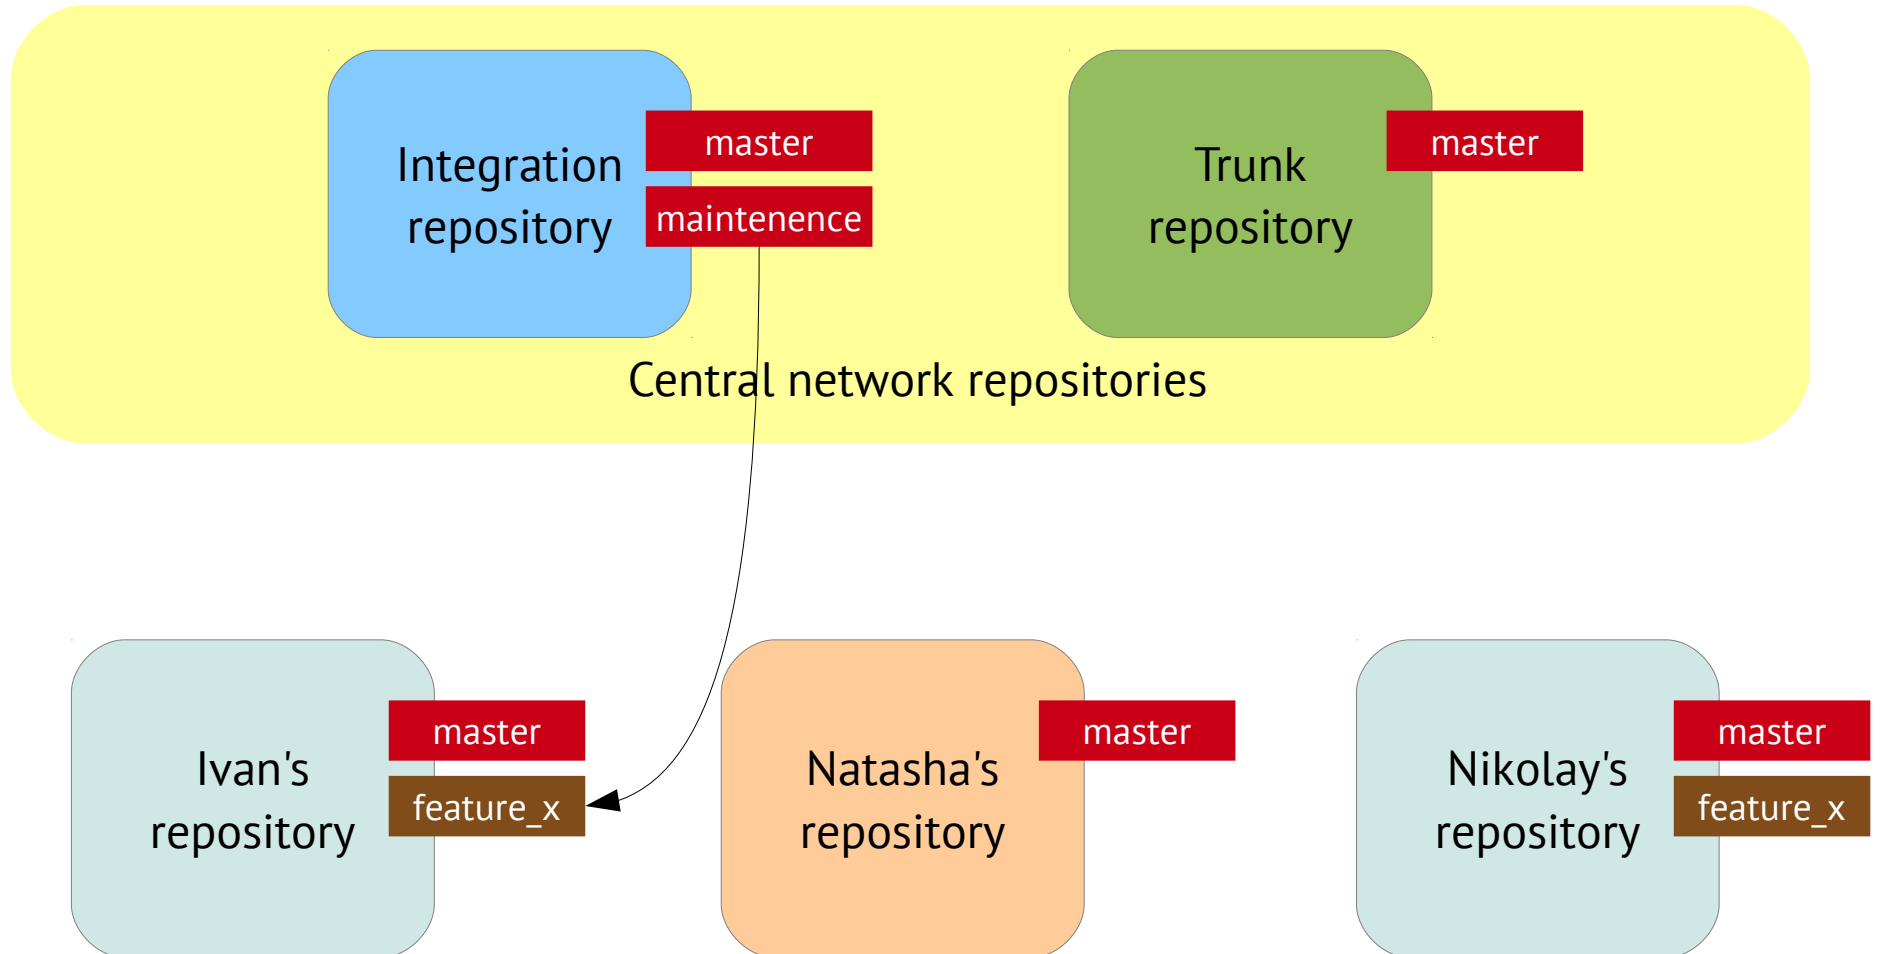 Integration
repository
master
maintenence
Trunk
repository
master
Central network repositories
Ivan's
repository
master
feature_x
Natasha's
repository
master
Nikolay's
repository
master
feature_x